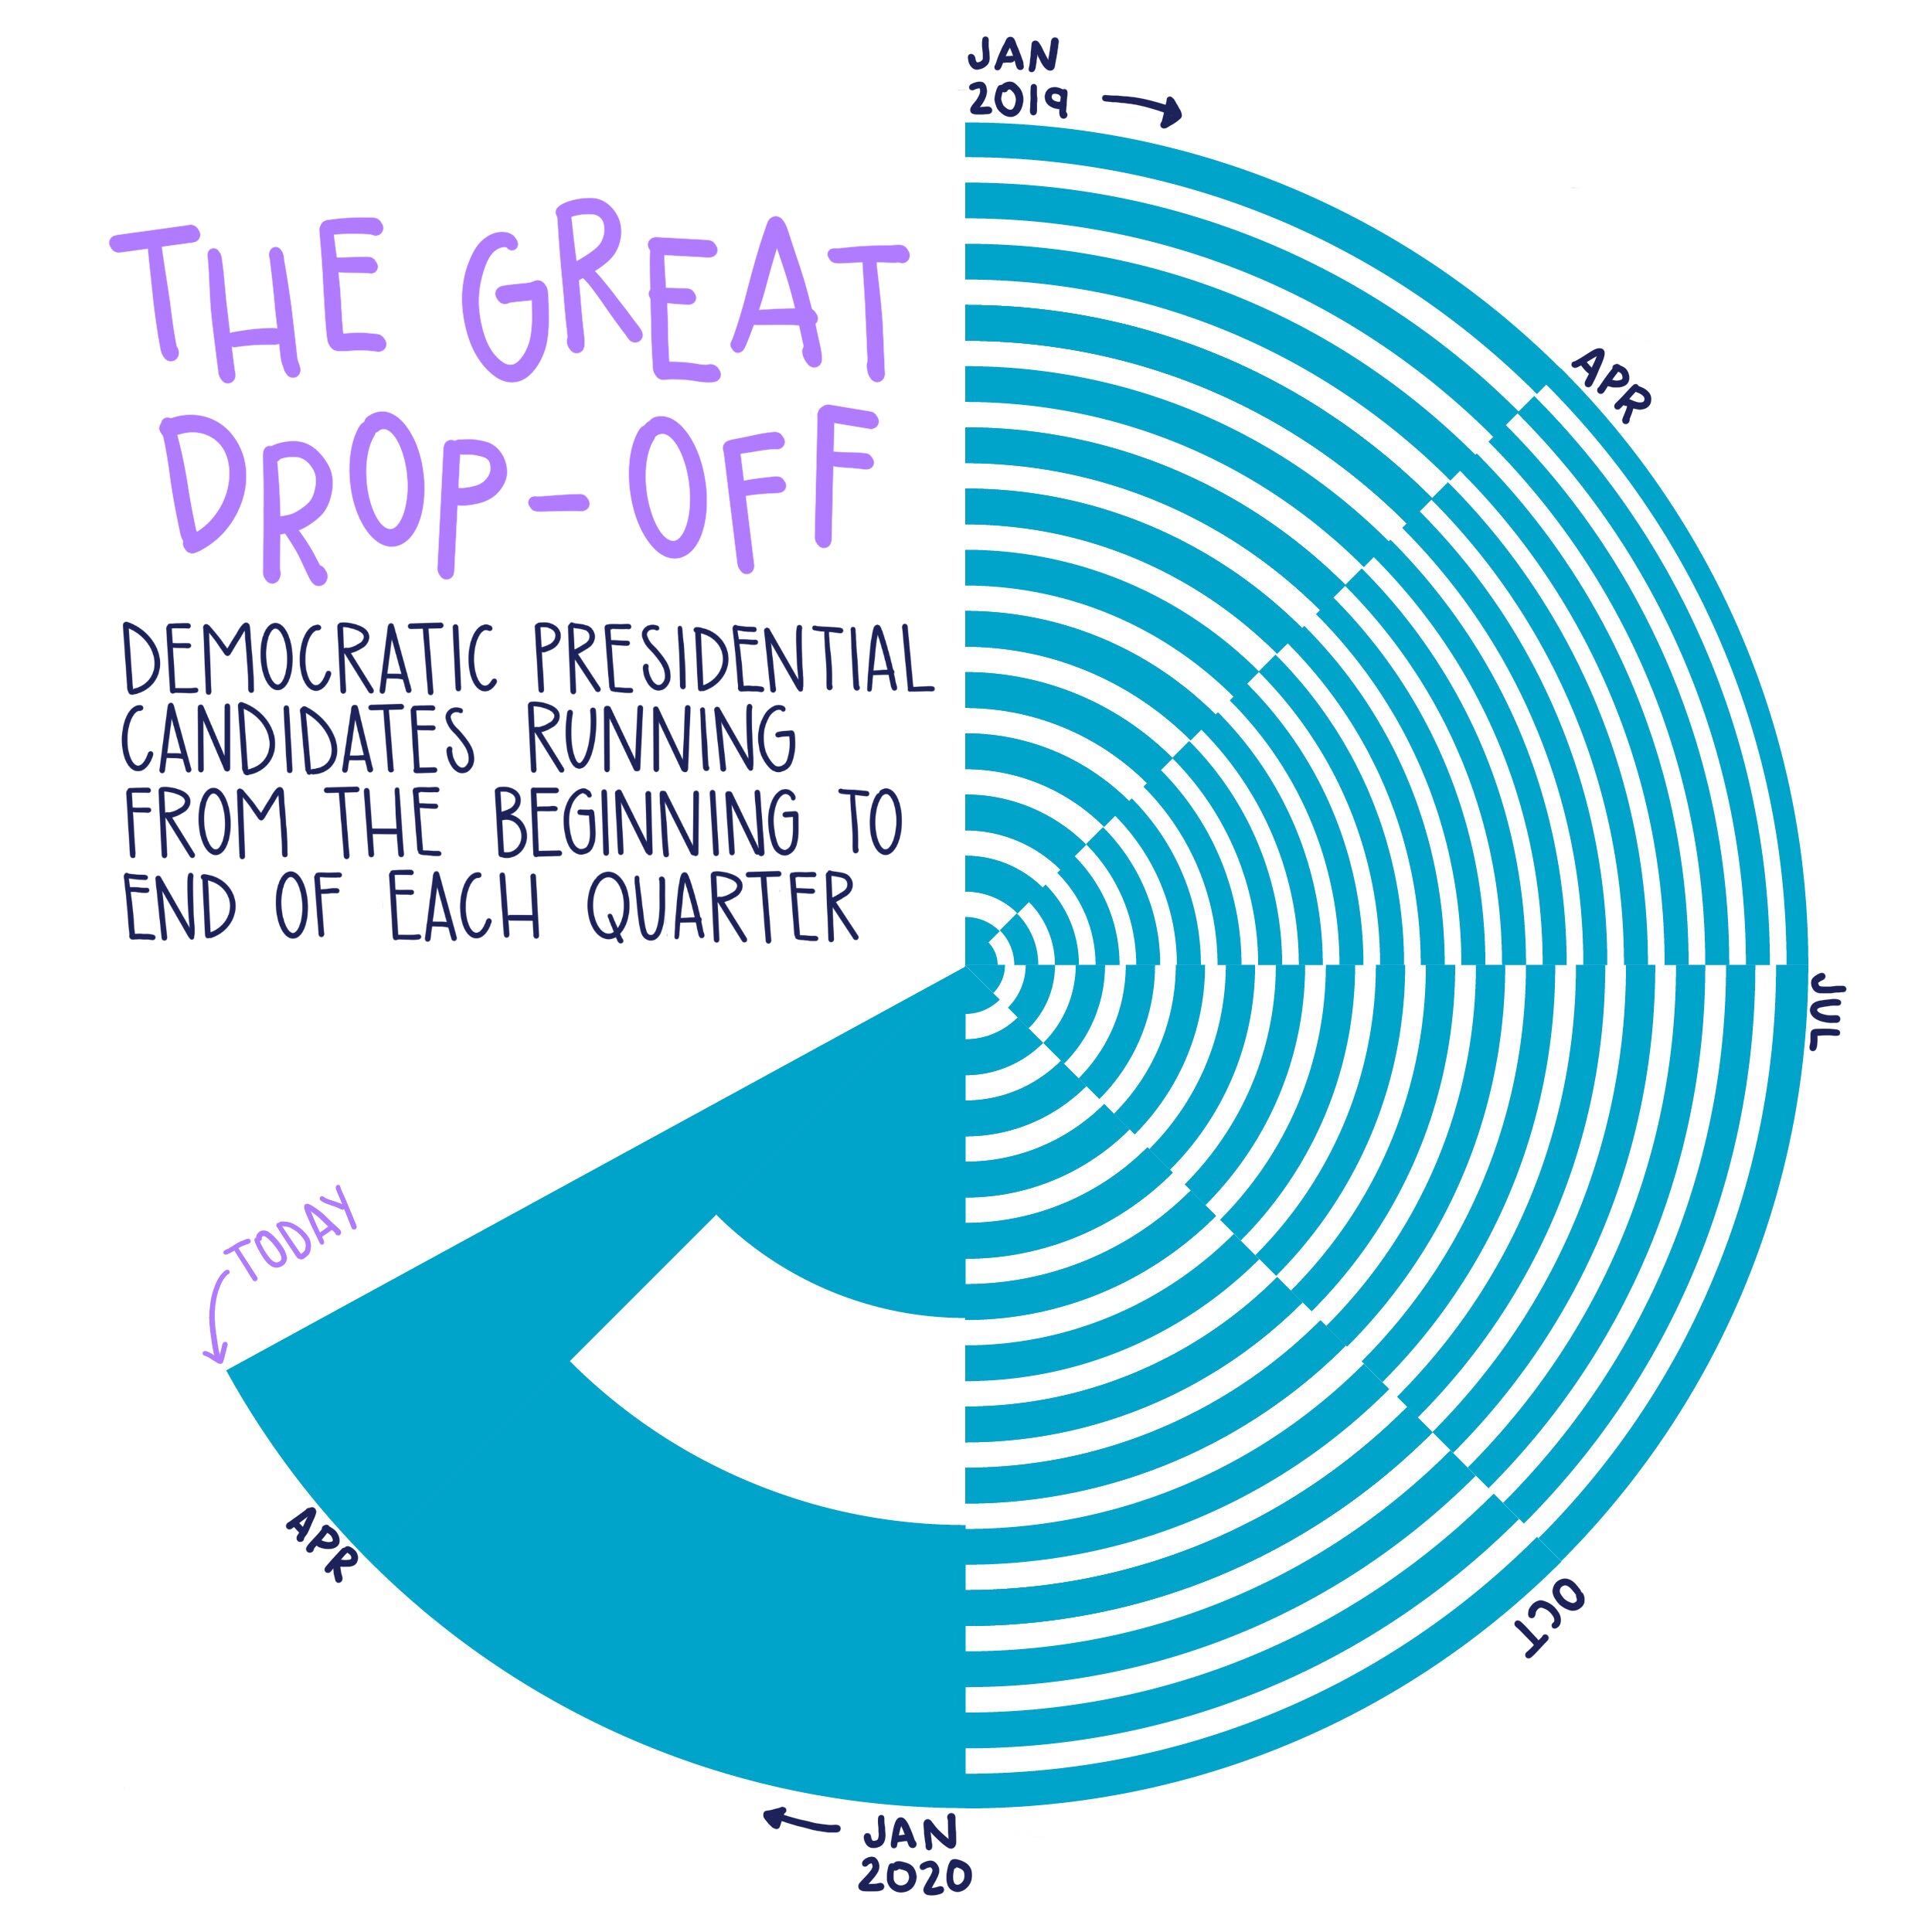 THE GREAT
DROP-OFF
DEMOCRATIC PRESIDENTIAL
CANDIDATES RUNNING
FROM THE BEGINNING TO
END OF EACH QUARTER
JAN
2019
APR
JUL
OCT
JAN
2020
APR
TODAY